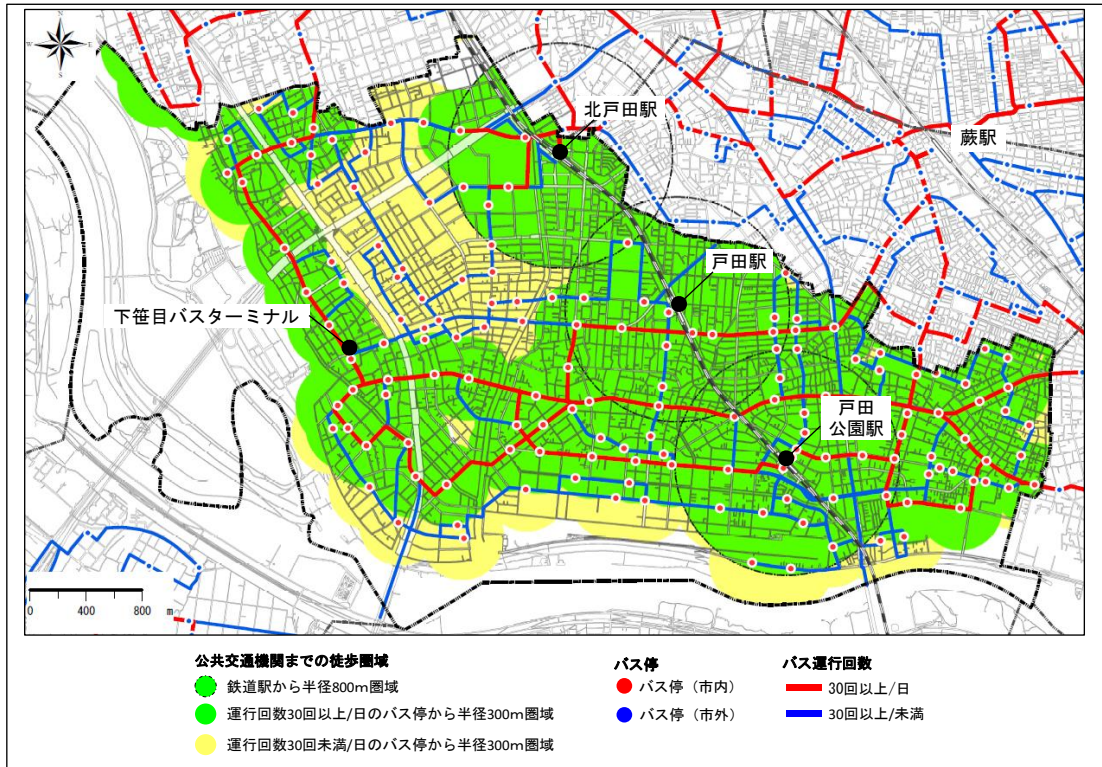 N
W
E
S
北戸田駅
蕨駅
戸田駅
下笹目バスターミナル
戸田
公園駅
0 400 800 m
公共交通機関までの徒歩圏域
鉄道駅から半径800m圏域
運行回数30回以上/日のバス停から半径300m圏域
運行回数30回未満/日のバス停から半径300m圏域
バス停
バス停（市内）
バス停（市外）
バス運行回数
30回以上/日
30回以上/未満